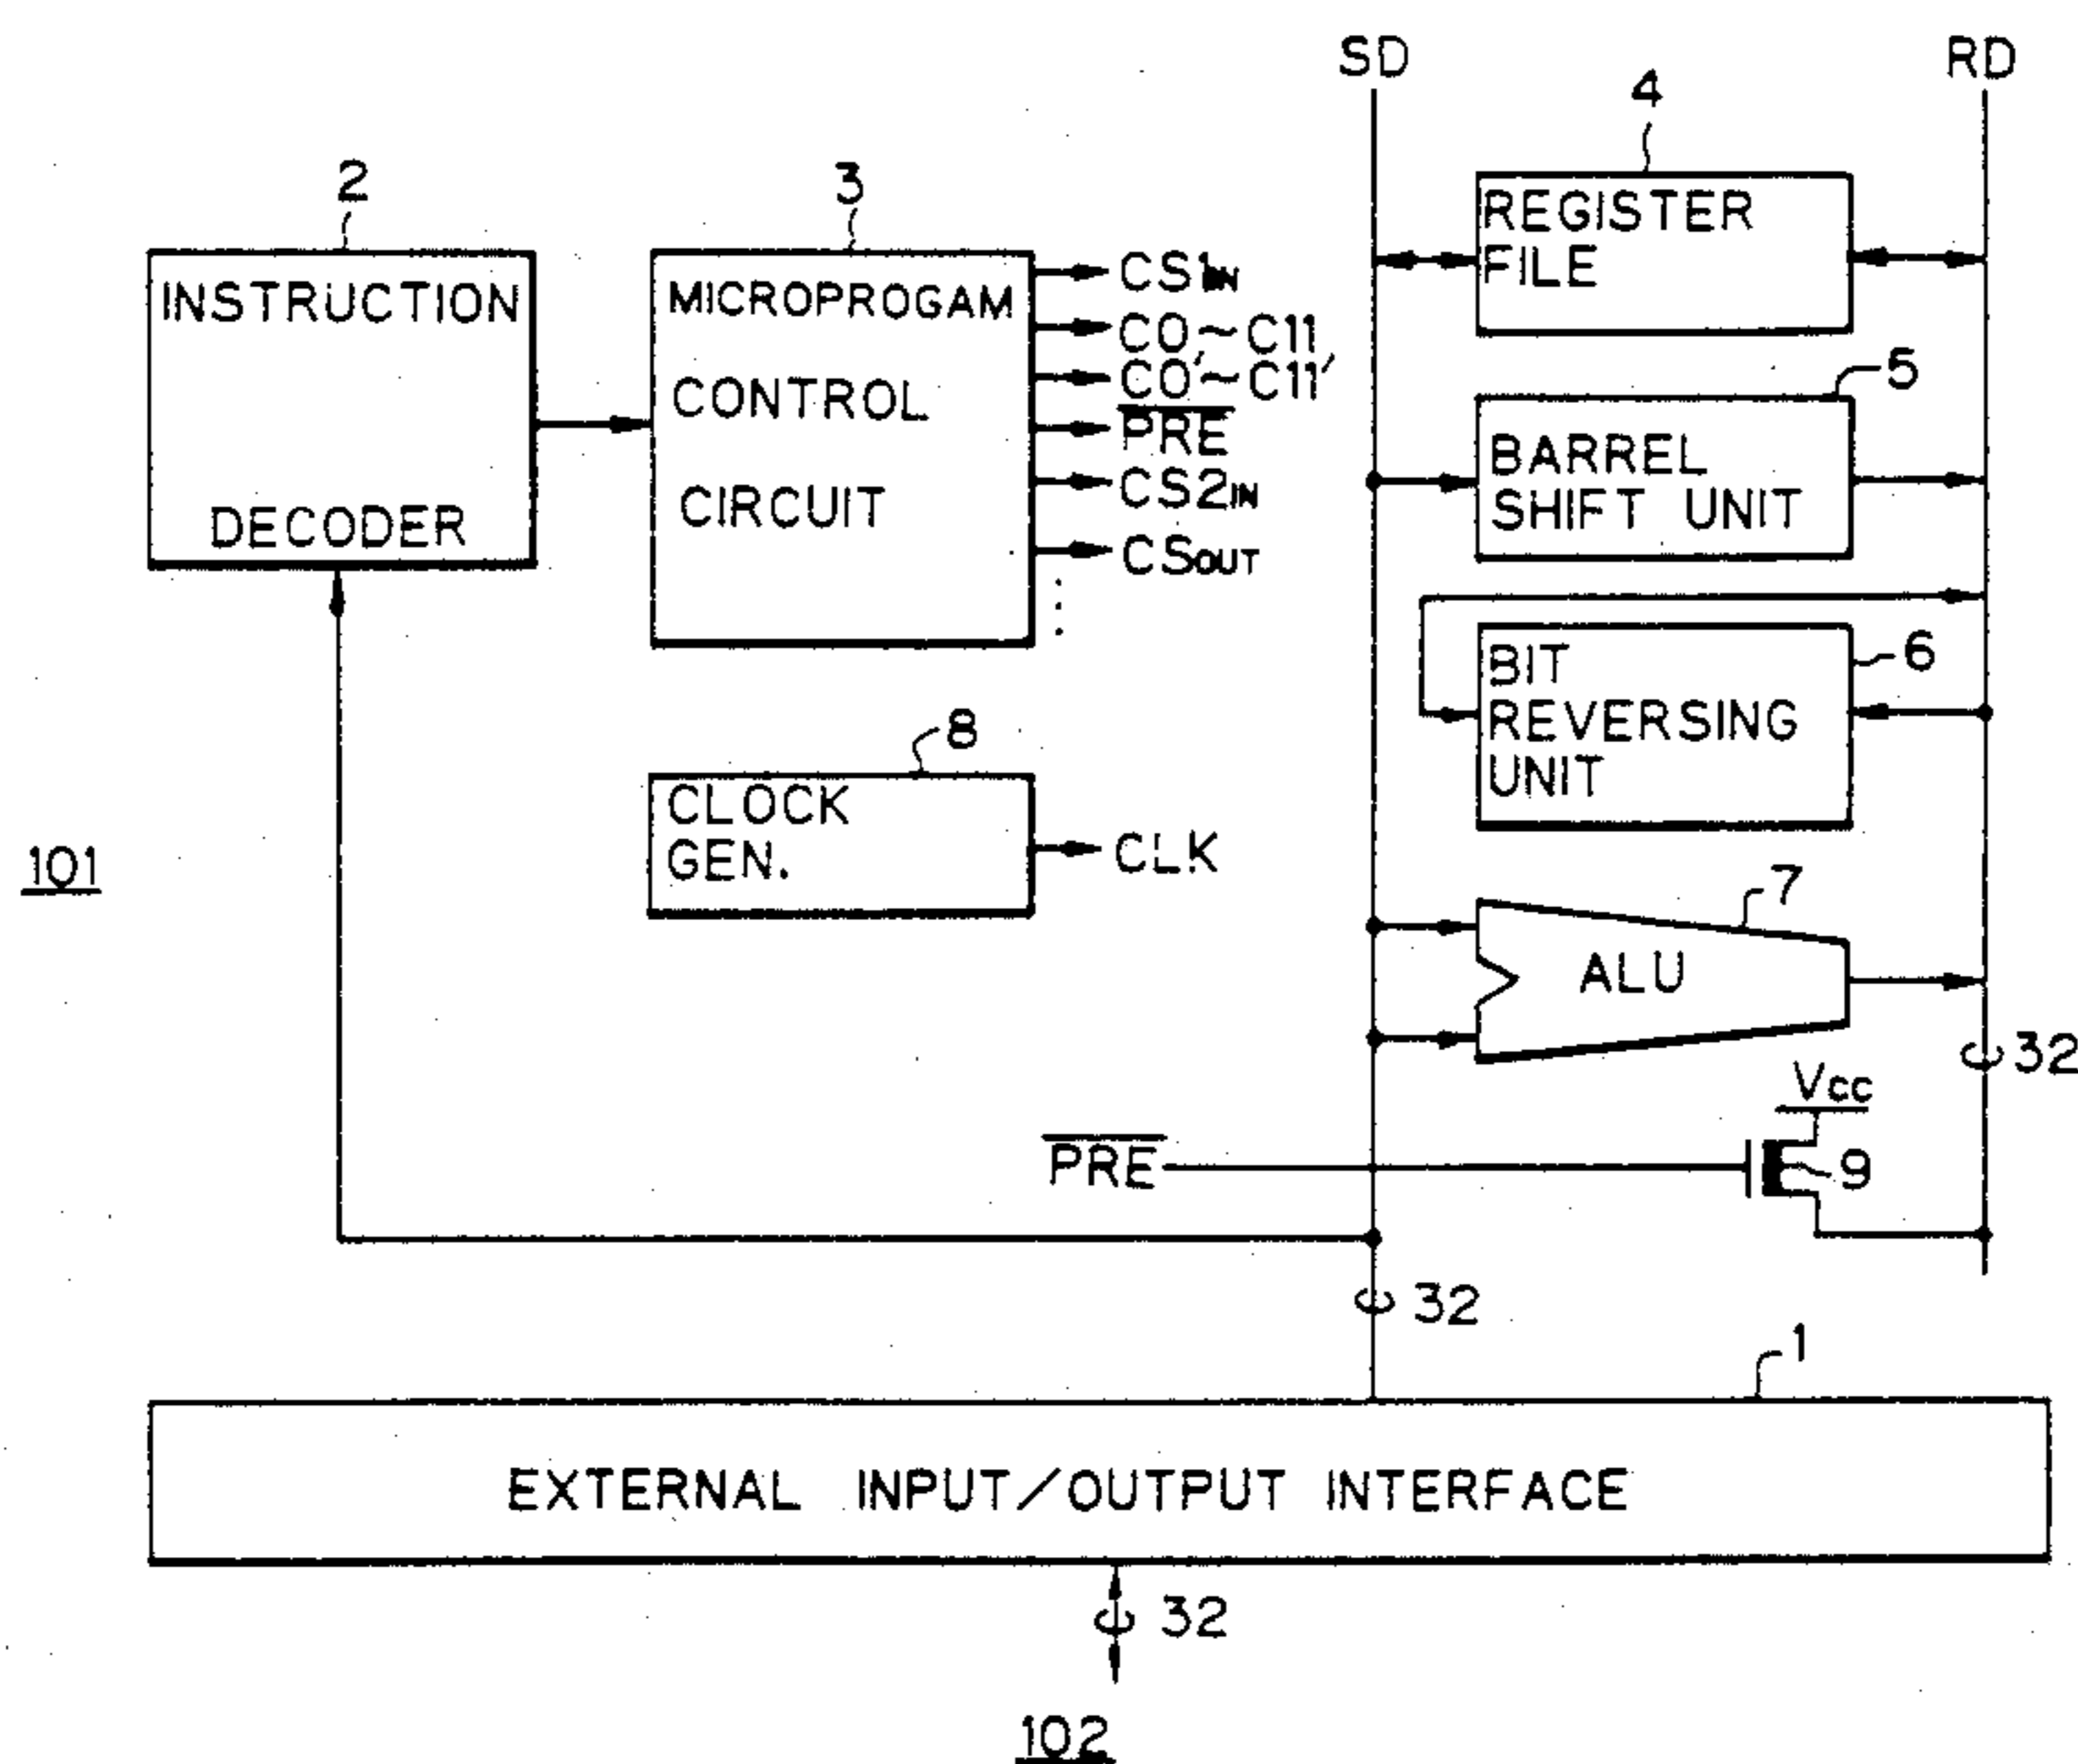 SD
RD
4
REGISTER
FILE
2
INSTRUCTION
DECODER
3
MICROPROGAM
CONTROL
CIRCUIT
CS1IN
C0~C11
C0'~C11'
PRE
CS2IN
CSOUT
5
BARREL
SHIFT UNIT
6
BIT
REVERSING
UNIT
8
CLOCK
GEN.
CLK
101
7
ALU
32
Vcc
PRE
9
32
1
EXTERNAL INPUT/OUTPUT INTERFACE
32
102